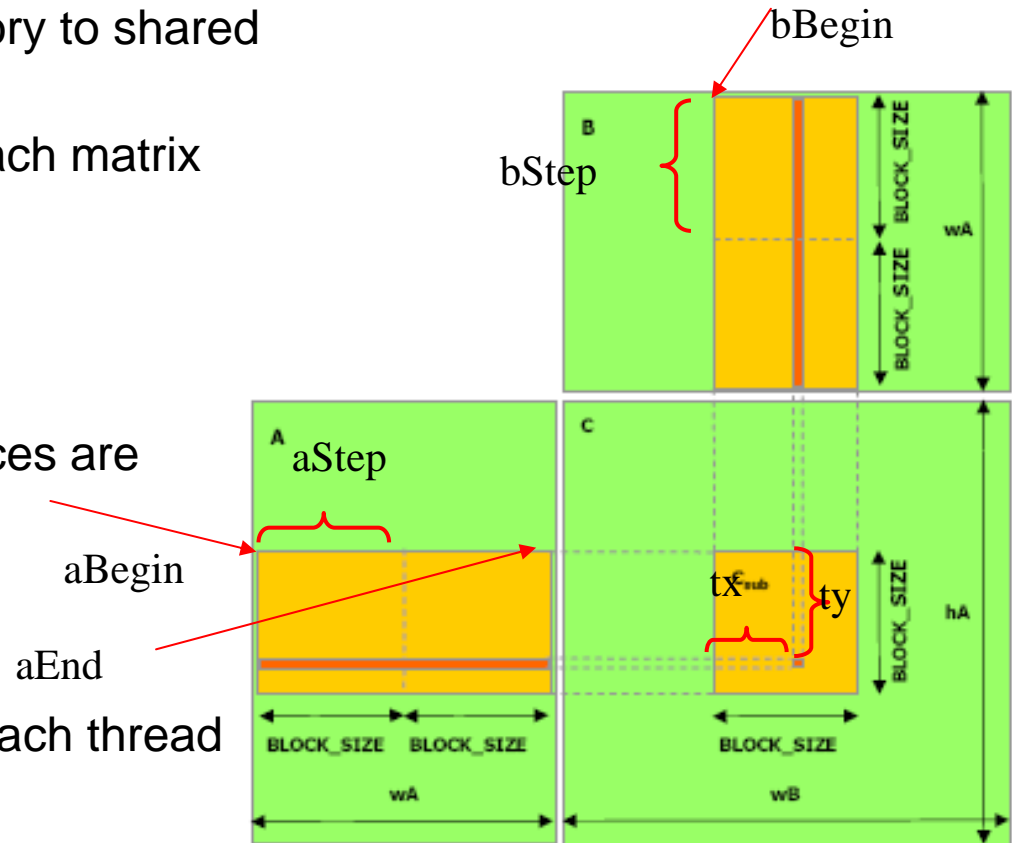 ory to shared
bBegin
ach matrix
B
bStep
BLOCK_SIZE
wA
BLOCK_SIZE
ces are
A
aStep
C
aBegin
tx
Csub
ty
BLOCK_SIZE
hA
aEnd
ach thread
BLOCK_SIZE BLOCK_SIZE
BLOCK_SIZE
wA
wB